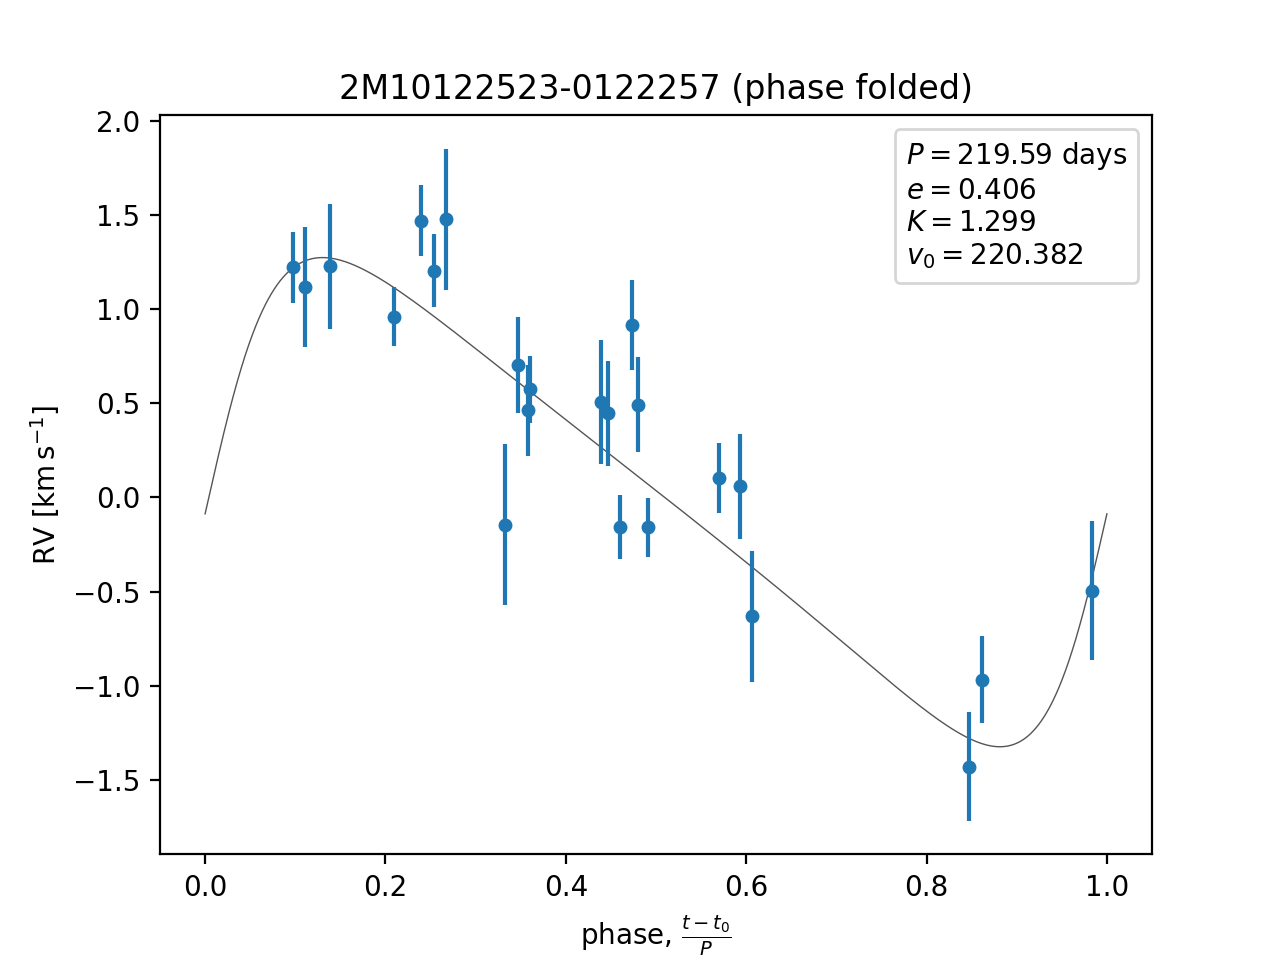 2M10122523-0122257 (phase folded)
P = 219.59 days
e = 0.406
K = 1.299
v₀ = 220.382
RV [km s⁻¹]
2.0
1.5
1.0
0.5
0.0
−0.5
−1.0
−1.5
0.0 0.2 0.4 0.6 0.8 1.0
phase, (t − t₀)/P